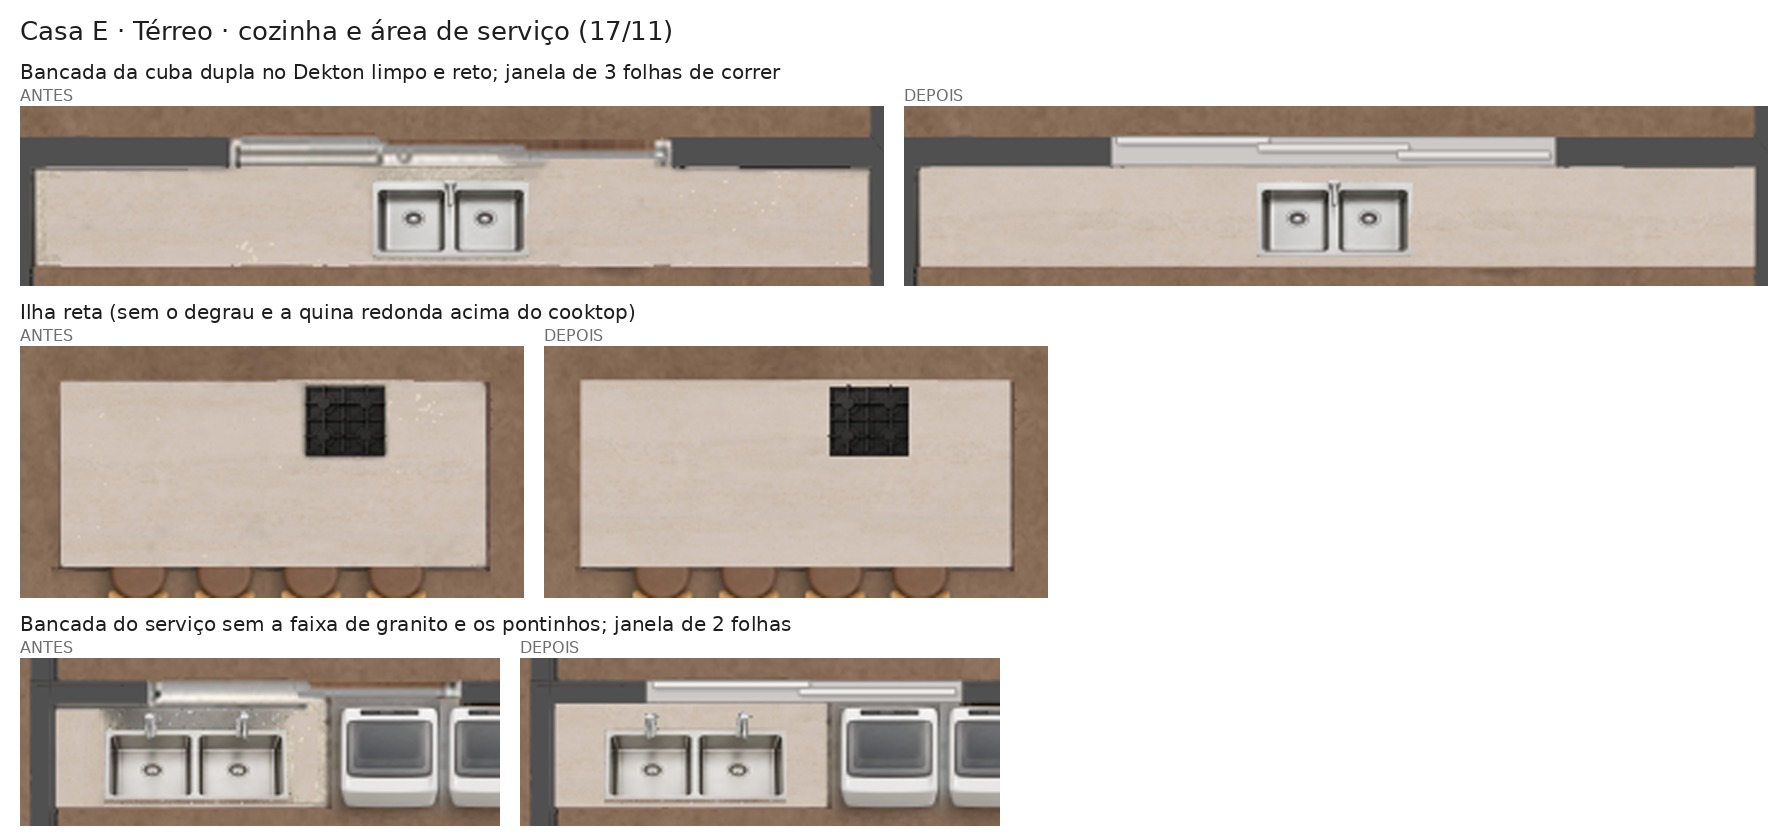 Casa E · Térreo · cozinha e área de serviço (17/11)
Bancada da cuba dupla no Dekton limpo e reto; janela de 3 folhas de correr
ANTES
DEPOIS
Ilha reta (sem o degrau e a quina redonda acima do cooktop)
ANTES
DEPOIS
Bancada do serviço sem a faixa de granito e os pontinhos; janela de 2 folhas
ANTES
DEPOIS